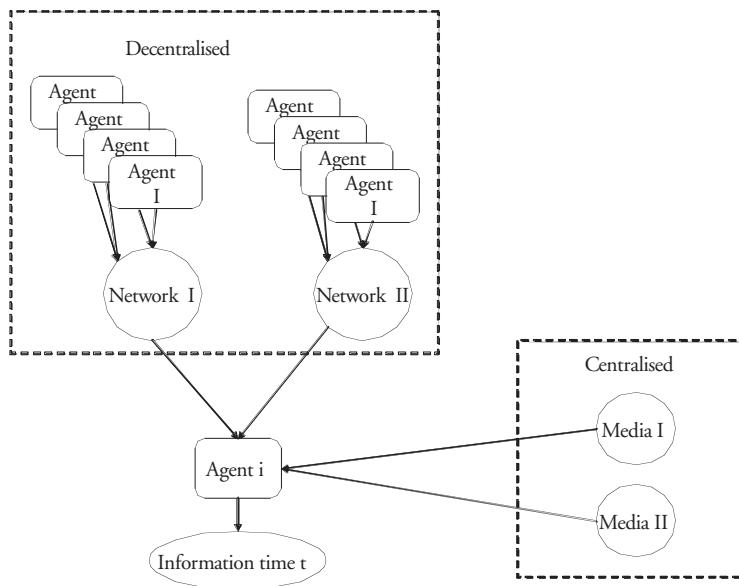 Decentralised
Agent
Agent
Agent
Agent
I
Agent
Agent
Agent
Agent
I
Network I
Network II
Centralised
Media I
Agent i
Media II
Information time t